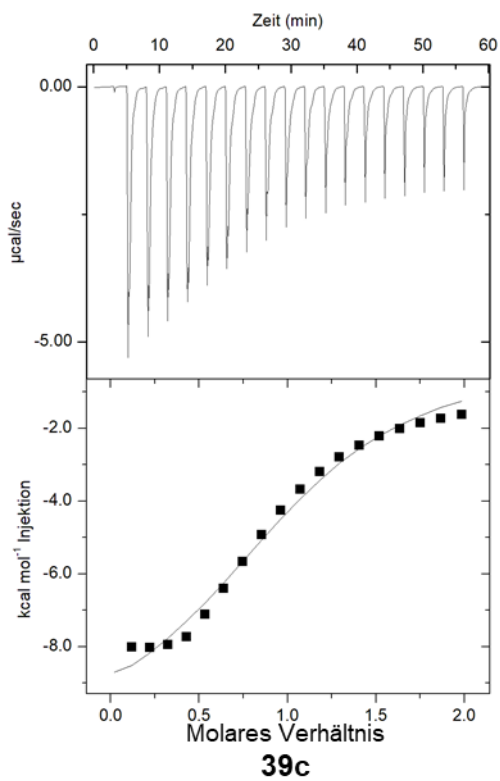 Zeit (min)
0 10 20 30 40 50 60
0.00
µcal/sec
-5.00
-2.0
kcal mol⁻¹ Injektion
-4.0
-6.0
-8.0
0.0 0.5 1.0 1.5 2.0
Molares Verhältnis
39c